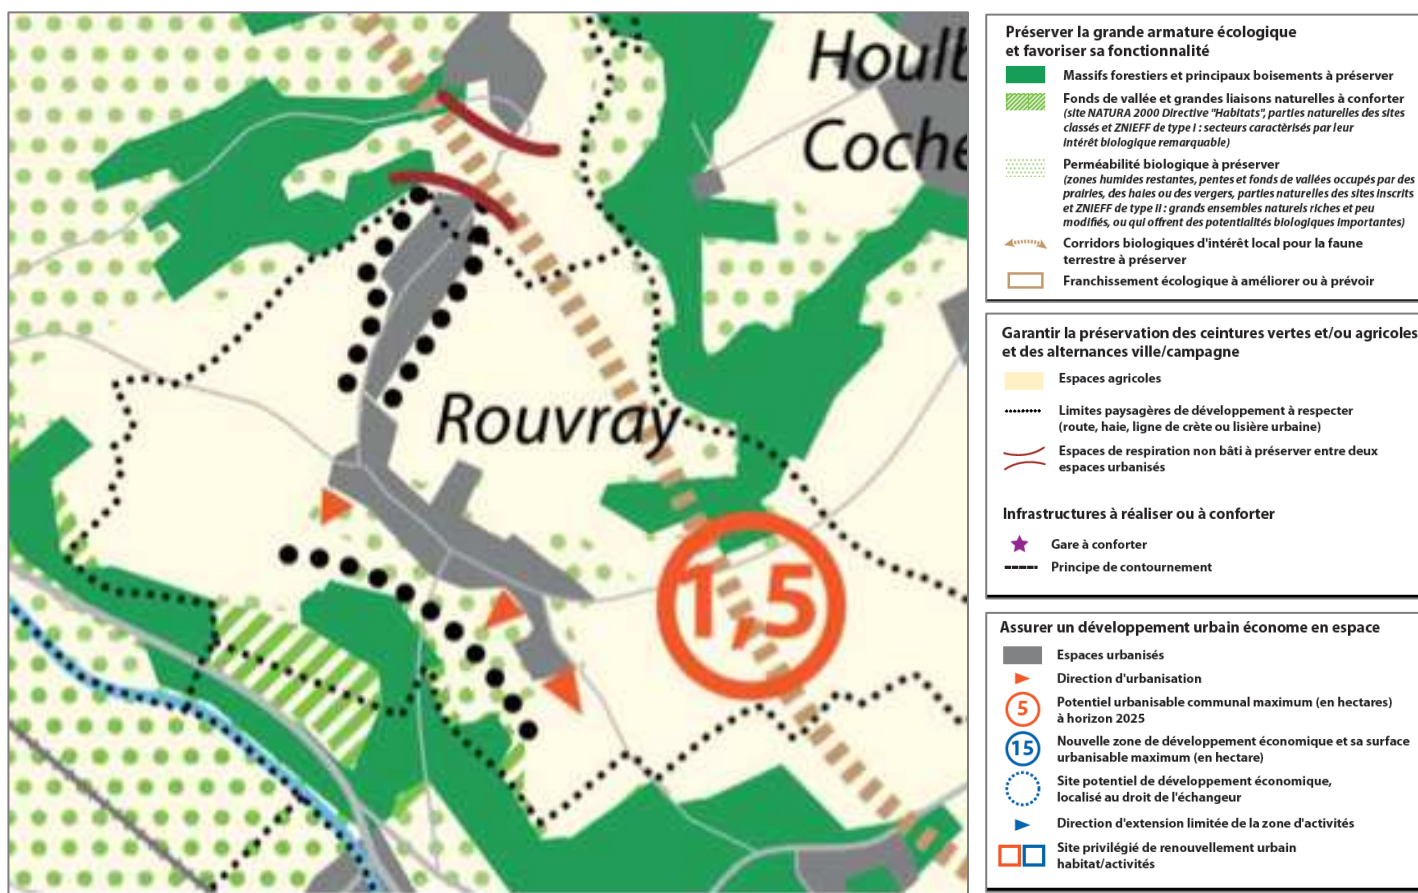 Houlb
Coche
Rouvray
1,5
Préserver la grande armature écologique
et favoriser sa fonctionnalité
Massifs forestiers et principaux boisements à préserver
Fonds de vallée et grandes liaisons naturelles à conforter
(site NATURA 2000 Directive "Habitats", parties naturelles des sites
classés et ZNIEFF de type I : secteurs caractèrisés par leur
intérêt biologique remarquable)
Perméabilité biologique à préserver
(zones humides restantes, pentes et fonds de vallées occupés par des
prairies, des haies ou des vergers, parties naturelles des sites inscrits
et ZNIEFF de type II : grands ensembles naturels riches et peu
modifiés, ou qui offrent des potentialités biologiques importantes)
Corridors biologiques d'intérêt local pour la faune
terrestre à préserver
Franchissement écologique à améliorer ou à prévoir
Garantir la préservation des ceintures vertes et/ou agricoles
et des alternances ville/campagne
Espaces agricoles
Limites paysagères de développement à respecter
(route, haie, ligne de crète ou lisière urbaine)
Espaces de respiration non bâti à préserver entre deux
espaces urbanisés
Infrastructures à réaliser ou à conforter
Gare à conforter
Principe de contournement
Assurer un développement urbain économe en espace
Espaces urbanisés
Direction d'urbanisation
5
Potentiel urbanisable communal maximum (en hectares)
à horizon 2025
15
Nouvelle zone de développement économique et sa surface
urbanisable maximum (en hectare)
Site potentiel de développement économique,
localisé au droit de l'échangeur
Direction d'extension limitée de la zone d'activités
Site privilégié de renouvellement urbain
habitat/activités